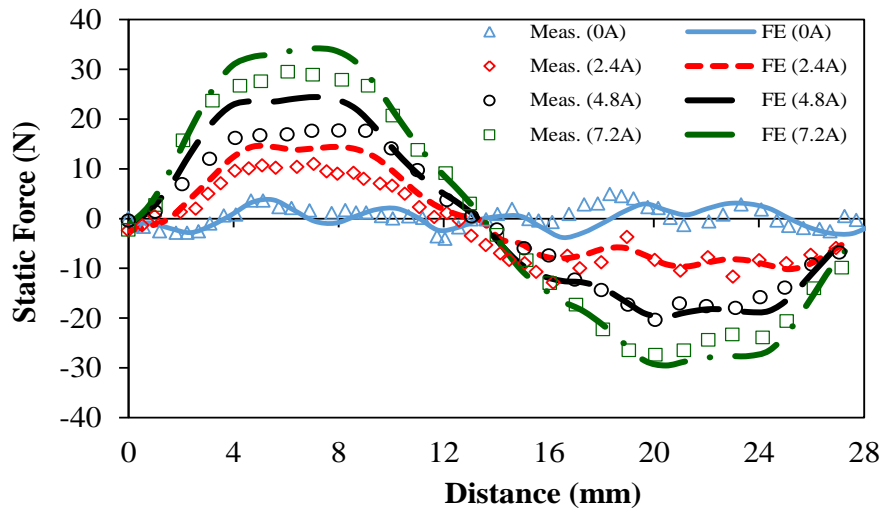 40
30
20
10
0
-10
-20
-30
-40
Static Force (N)
Meas. (0A) FE (0A)
Meas. (2.4A) FE (2.4A)
Meas. (4.8A) FE (4.8A)
Meas. (7.2A) FE (7.2A)
0 4 8 12 16 20 24 28
Distance (mm)